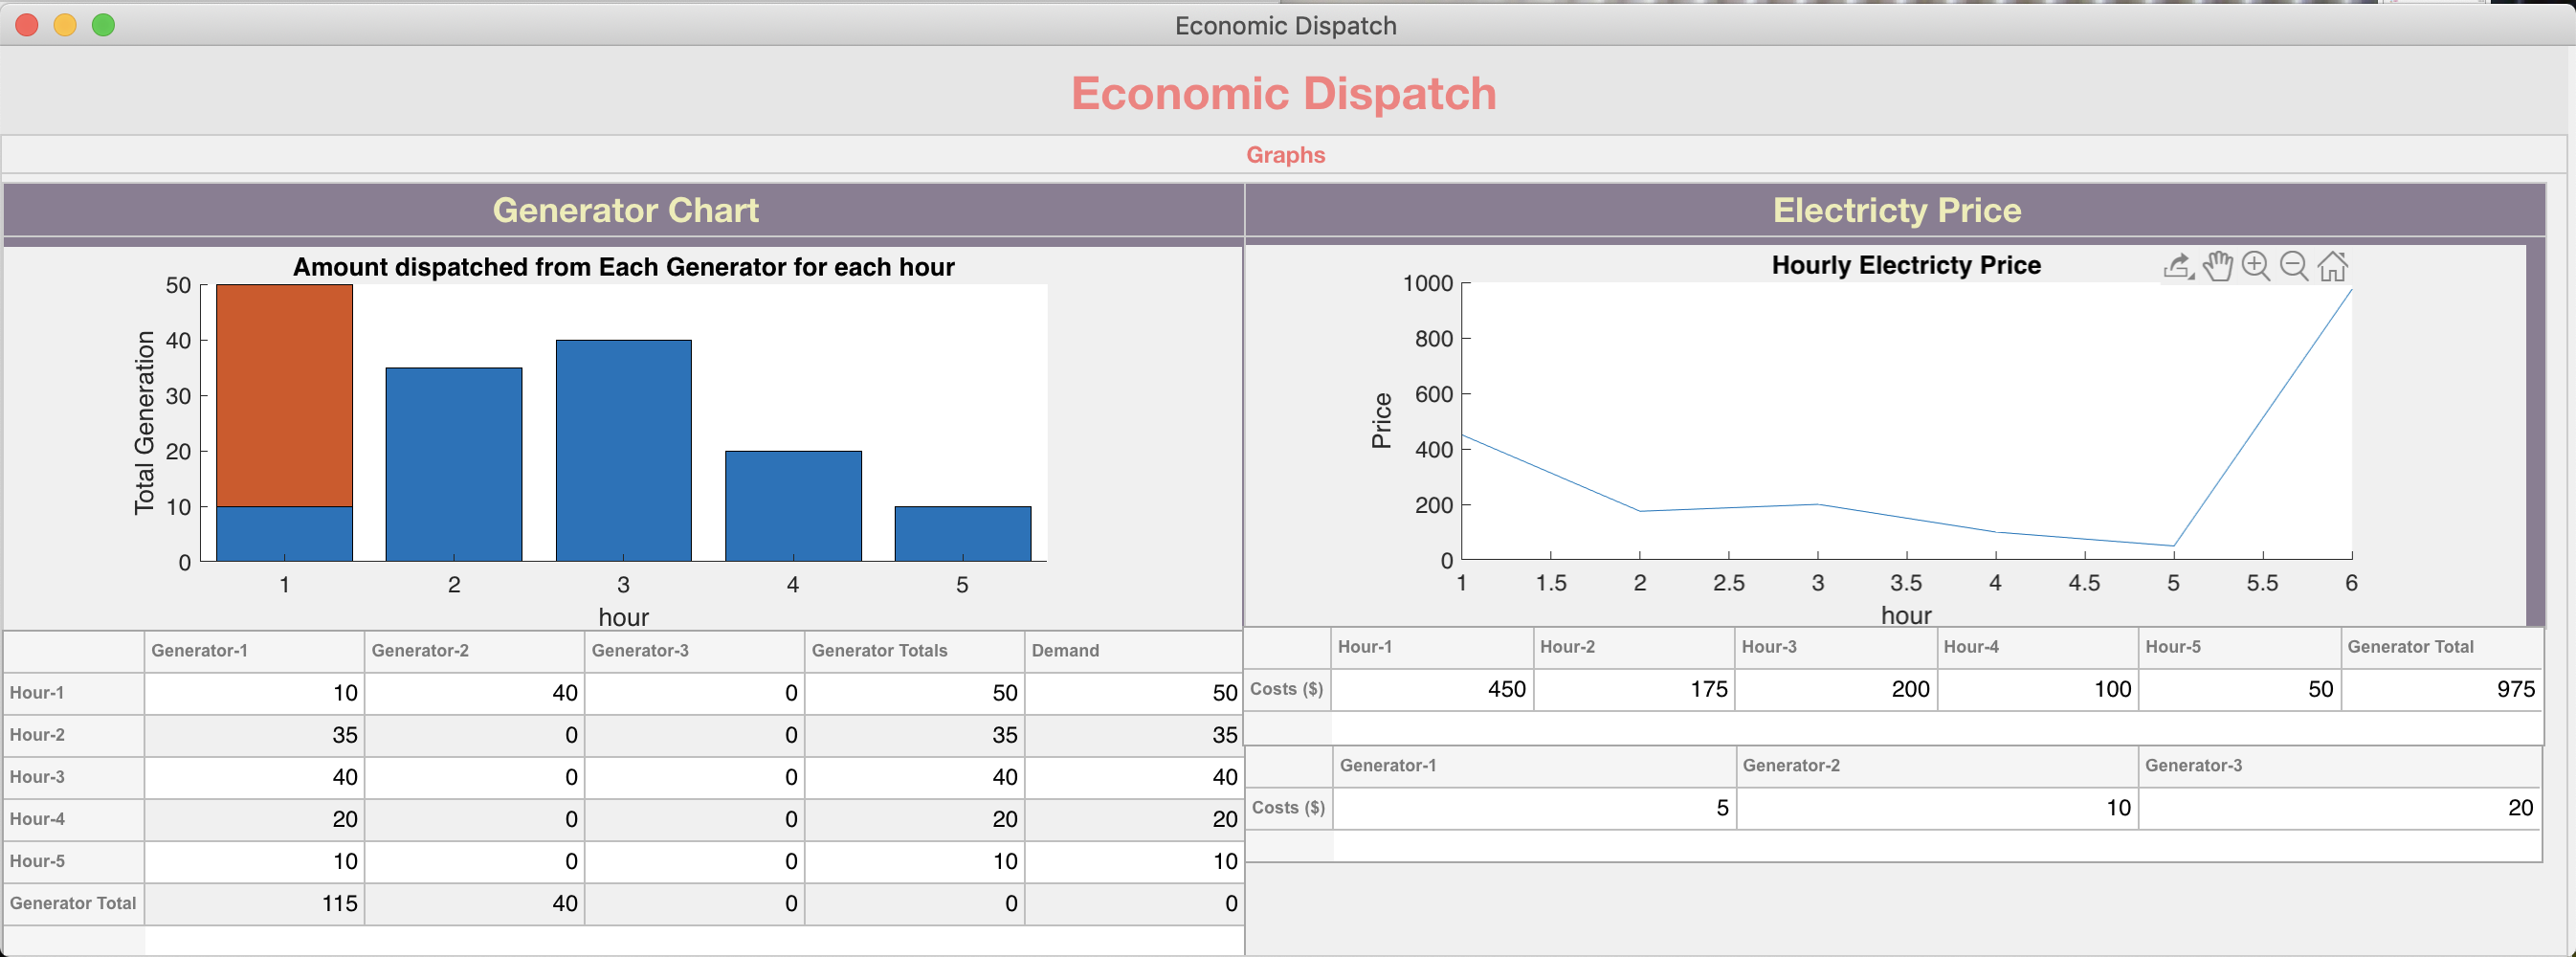 Economic Dispatch
Economic Dispatch
Graphs
Generator Chart
Amount dispatched from Each Generator for each hour
Total Generation
50
40
30
20
10
0
1 2 3 4 5
hour
Generator-1 Generator-2 Generator-3 Generator Totals Demand
Hour-1 10 40 0 50 50
Hour-2 35 0 0 35 35
Hour-3 40 0 0 40 40
Hour-4 20 0 0 20 20
Hour-5 10 0 0 10 10
Generator Total 115 40 0 0 0
Electricty Price
Hourly Electricty Price
Price
1000
800
600
400
200
0
1 1.5 2 2.5 3 3.5 4 4.5 5 5.5 6
hour
Hour-1 Hour-2 Hour-3 Hour-4 Hour-5 Generator Total
Costs ($) 450 175 200 100 50 975
Generator-1 Generator-2 Generator-3
Costs ($) 5 10 20